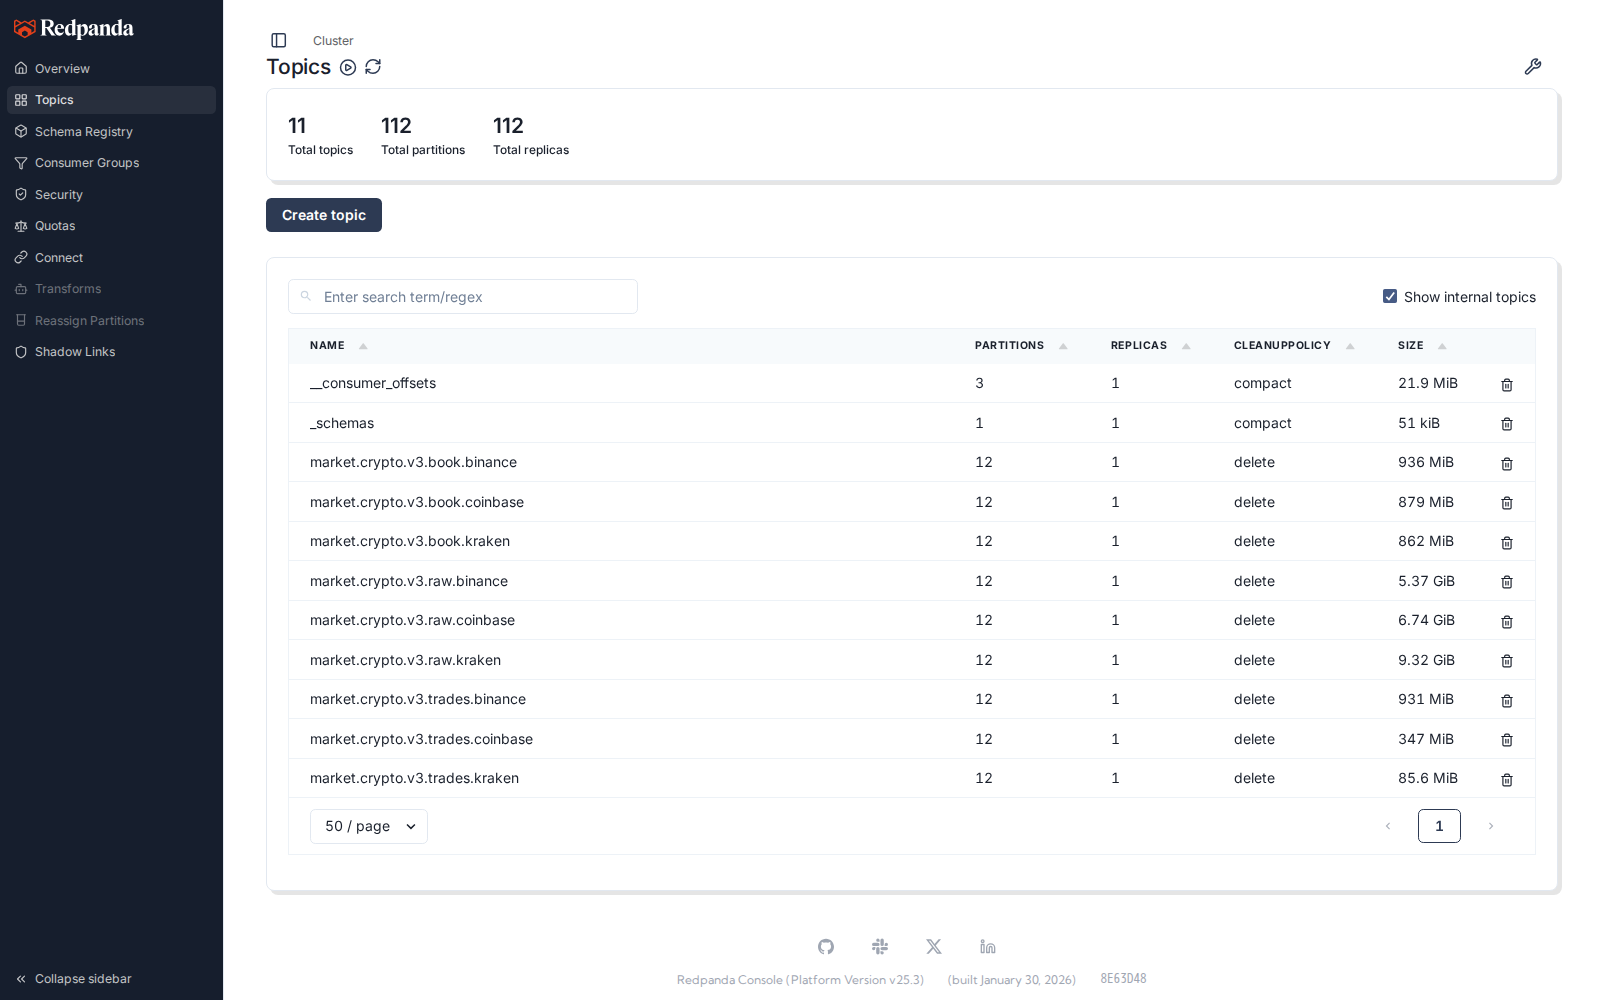 Redpanda
Overview
Topics
Schema Registry
Consumer Groups
Security
Quotas
Connect
Transforms
Reassign Partitions
Shadow Links
Collapse sidebar
Cluster
Topics
11 112 112
Total topics Total partitions Total replicas
Create topic
Enter search term/regex Show internal topics
NAME PARTITIONS REPLICAS CLEANUPPOLICY SIZE
__consumer_offsets 3 1 compact 21.9 MiB
_schemas 1 1 compact 51 kiB
market.crypto.v3.book.binance 12 1 delete 936 MiB
market.crypto.v3.book.coinbase 12 1 delete 879 MiB
market.crypto.v3.book.kraken 12 1 delete 862 MiB
market.crypto.v3.raw.binance 12 1 delete 5.37 GiB
market.crypto.v3.raw.coinbase 12 1 delete 6.74 GiB
market.crypto.v3.raw.kraken 12 1 delete 9.32 GiB
market.crypto.v3.trades.binance 12 1 delete 931 MiB
market.crypto.v3.trades.coinbase 12 1 delete 347 MiB
market.crypto.v3.trades.kraken 12 1 delete 85.6 MiB
50 / page 1
Redpanda Console (Platform Version v25.3) (built January 30, 2026) 8E63D48